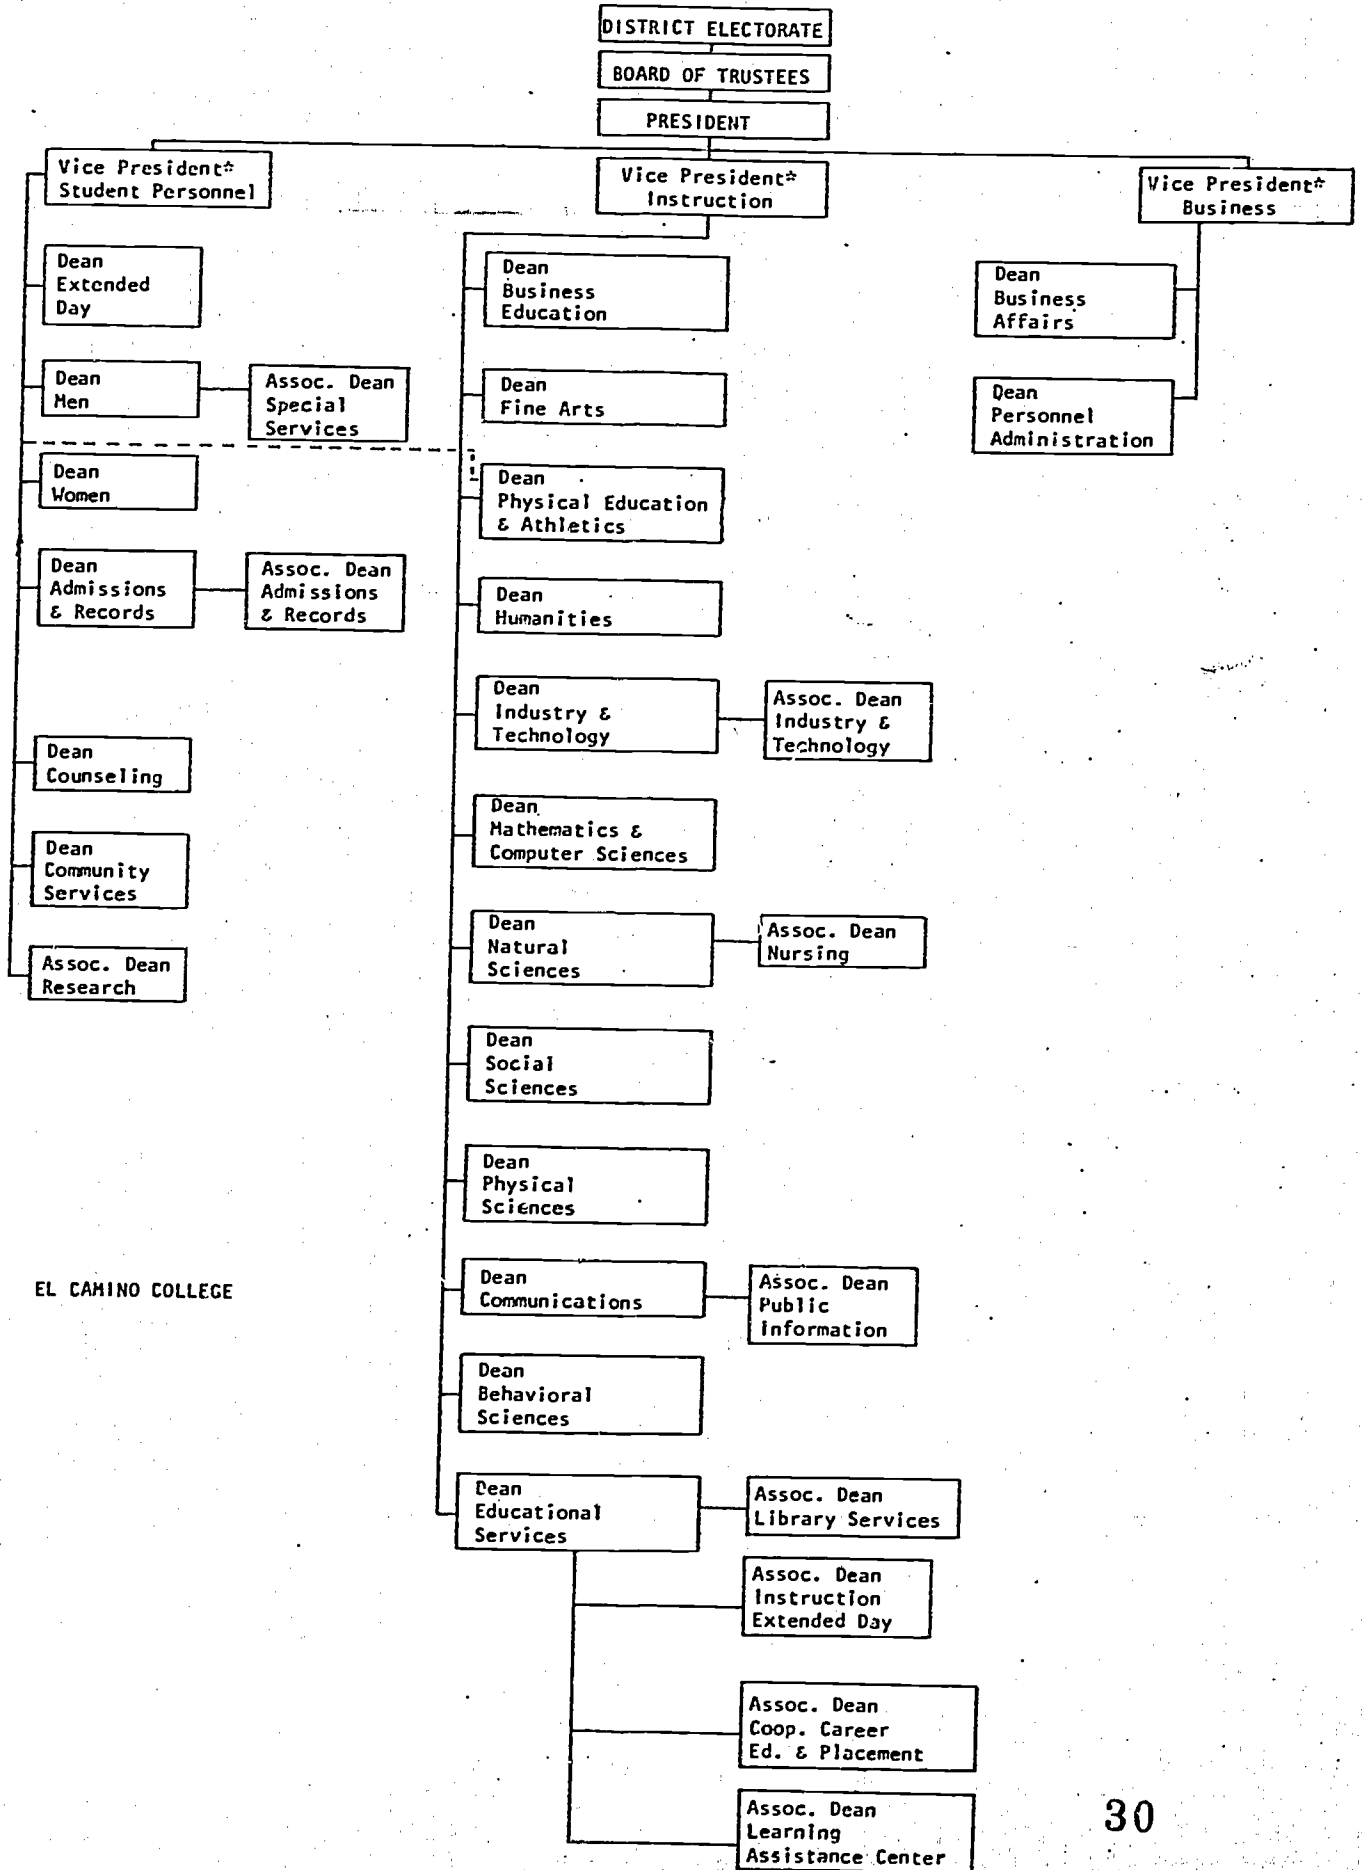 DISTRICT ELECTORATE
BOARD OF TRUSTEES
PRESIDENT
Vice President*
Student Personnel
Vice President*
Instruction
Vice President*
Business
Dean
Extended
Day
Dean
Men
Assoc. Dean
Special
Services
Dean
Women
Dean
Admissions
& Records
Assoc. Dean
Admissions
& Records
Dean
Counseling
Dean
Community
Services
Assoc. Dean
Research
Dean
Business
Education
Dean
Fine Arts
Dean
Physical Education
& Athletics
Dean
Humanities
Dean
Industry &
Technology
Assoc. Dean
Industry &
Technology
Dean
Mathematics &
Computer Sciences
Dean
Natural
Sciences
Assoc. Dean
Nursing
Dean
Social
Sciences
Dean
Physical
Sciences
Dean
Communications
Assoc. Dean
Public
Information
Dean
Behavioral
Sciences
Dean
Educational
Services
Assoc. Dean
Library Services
Assoc. Dean
Instruction
Extended Day
Assoc. Dean
Coop. Career
Ed. & Placement
Assoc. Dean
Learning
Assistance Center
Dean
Business
Affairs
Dean
Personnel
Administration
EL CAMINO COLLEGE
30